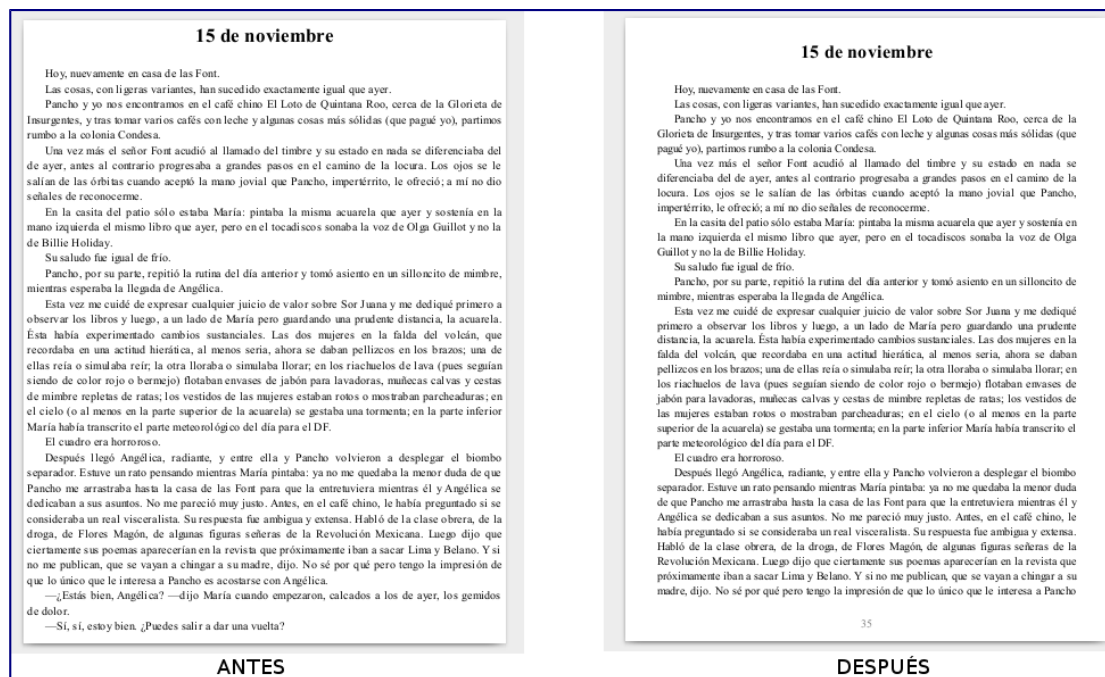 15 de noviembre
Hoy, nuevamente en casa de las Font.
Las cosas, con ligeras variantes, han sucedido exactamente igual que ayer.
Pancho y yo nos encontramos en el café chino El Loto de Quintana Roo, cerca de la Glorieta de
Insurgentes, y tras tomar varios cafés con leche y algunas cosas más sólidas (que pagué yo), partimos
rumbo a la colonia Condesa.
Una vez más el señor Font acudió al llamado del timbre y su estado en nada se diferenciaba del
de ayer, antes al contrario progresaba a grandes pasos en el camino de la locura. Los ojos se le
salían de las órbitas cuando aceptó la mano jovial que Pancho, impertérrito, le ofreció; a mí no dio
señales de reconocerme.
En la casita del patio sólo estaba María: pintaba la misma acuarela que ayer y sostenía en la
mano izquierda el mismo libro que ayer, pero en el tocadiscos sonaba la voz de Olga Guillot y no la
de Billie Holiday.
Su saludo fue igual de frío.
Pancho, por su parte, repitió la rutina del día anterior y tomó asiento en un silloncito de mimbre,
mientras esperaba la llegada de Angélica.
Esta vez me cuidé de expresar cualquier juicio de valor sobre Sor Juana y me dediqué primero a
observar los libros y luego, a un lado de María pero guardando una prudente distancia, la acuarela.
Ésta había experimentado cambios sustanciales. Las dos mujeres en la falda del volcán, que
recordaba en una actitud hierática, al menos seria, ahora se daban pellizcos en los brazos; una de
ellas reía o simulaba reír; la otra lloraba o simulaba llorar; en los riachuelos de lava (pues seguían
siendo de color rojo o bermejo) flotaban envases de jabón para lavadoras, muñecas calvas y cestas
de mimbre repletas de ratas; los vestidos de las mujeres estaban rotos o mostraban parcheaduras; en
el cielo (o al menos en la parte superior de la acuarela) se gestaba una tormenta; en la parte inferior
María había transcrito el parte meteorológico del día para el DF.
El cuadro era horroroso.
Después llegó Angélica, radiante, y entre ella y Pancho volvieron a desplegar el biombo
separador. Estuve un rato pensando mientras María pintaba: ya no me quedaba la menor duda de que
Pancho me arrastraba hasta la casa de las Font para que la entretuviera mientras él y Angélica se
dedicaban a sus asuntos. No me pareció muy justo. Antes, en el café chino, le había preguntado si se
consideraba un real visceralista. Su respuesta fue ambigua y extensa. Habló de la clase obrera, de la
droga, de Flores Magón, de algunas figuras señeras de la Revolución Mexicana. Luego dijo que
ciertamente sus poemas aparecerían en la revista que próximamente iban a sacar Lima y Belano. Y si
no me publican, que se vayan a chingar a su madre, dijo. No sé por qué pero tengo la impresión de
que lo único que le interesa a Pancho es acostarse con Angélica.
—¿Estás bien, Angélica? —dijo María cuando empezaron, calcados a los de ayer, los gemidos
de dolor.
—Sí, sí, estoy bien. ¿Puedes salir a dar una vuelta?
ANTES
15 de noviembre
Hoy, nuevamente en casa de las Font.
Las cosas, con ligeras variantes, han sucedido exactamente igual que ayer.
Pancho y yo nos encontramos en el café chino El Loto de Quintana Roo, cerca de la
Glorieta de Insurgentes, y tras tomar varios cafés con leche y algunas cosas más sólidas (que
pagué yo), partimos rumbo a la colonia Condesa.
Una vez más el señor Font acudió al llamado del timbre y su estado en nada se
diferenciaba del de ayer, antes al contrario progresaba a grandes pasos en el camino de la
locura. Los ojos se le salían de las órbitas cuando aceptó la mano jovial que Pancho,
impertérrito, le ofreció; a mí no dio señales de reconocerme.
En la casita del patio sólo estaba María: pintaba la misma acuarela que ayer y sostenía en
la mano izquierda el mismo libro que ayer, pero en el tocadiscos sonaba la voz de Olga
Guillot y no la de Billie Holiday.
Su saludo fue igual de frío.
Pancho, por su parte, repitió la rutina del día anterior y tomó asiento en un silloncito de
mimbre, mientras esperaba la llegada de Angélica.
Esta vez me cuidé de expresar cualquier juicio de valor sobre Sor Juana y me dediqué
primero a observar los libros y luego, a un lado de María pero guardando una prudente
distancia, la acuarela. Ésta había experimentado cambios sustanciales. Las dos mujeres en la
falda del volcán, que recordaba en una actitud hierática, al menos seria, ahora se daban
pellizcos en los brazos; una de ellas reía o simulaba reír; la otra lloraba o simulaba llorar; en
los riachuelos de lava (pues seguían siendo de color rojo o bermejo) flotaban envases de
jabón para lavadoras, muñecas calvas y cestas de mimbre repletas de ratas; los vestidos de
las mujeres estaban rotos o mostraban parcheaduras; en el cielo (o al menos en la parte
superior de la acuarela) se gestaba una tormenta; en la parte inferior María había transcrito el
parte meteorológico del día para el DF.
El cuadro era horroroso.
Después llegó Angélica, radiante, y entre ella y Pancho volvieron a desplegar el biombo
separador. Estuve un rato pensando mientras María pintaba: ya no me quedaba la menor duda
de que Pancho me arrastraba hasta la casa de las Font para que la entretuviera mientras él y
Angélica se dedicaban a sus asuntos. No me pareció muy justo. Antes, en el café chino, le
había preguntado si se consideraba un real visceralista. Su respuesta fue ambigua y extensa.
Habló de la clase obrera, de la droga, de Flores Magón, de algunas figuras señeras de la
Revolución Mexicana. Luego dijo que ciertamente sus poemas aparecerían en la revista que
próximamente iban a sacar Lima y Belano. Y si no me publican, que se vayan a chingar a su
madre, dijo. No sé por qué pero tengo la impresión de que lo único que le interesa a Pancho
35
DESPUÉS